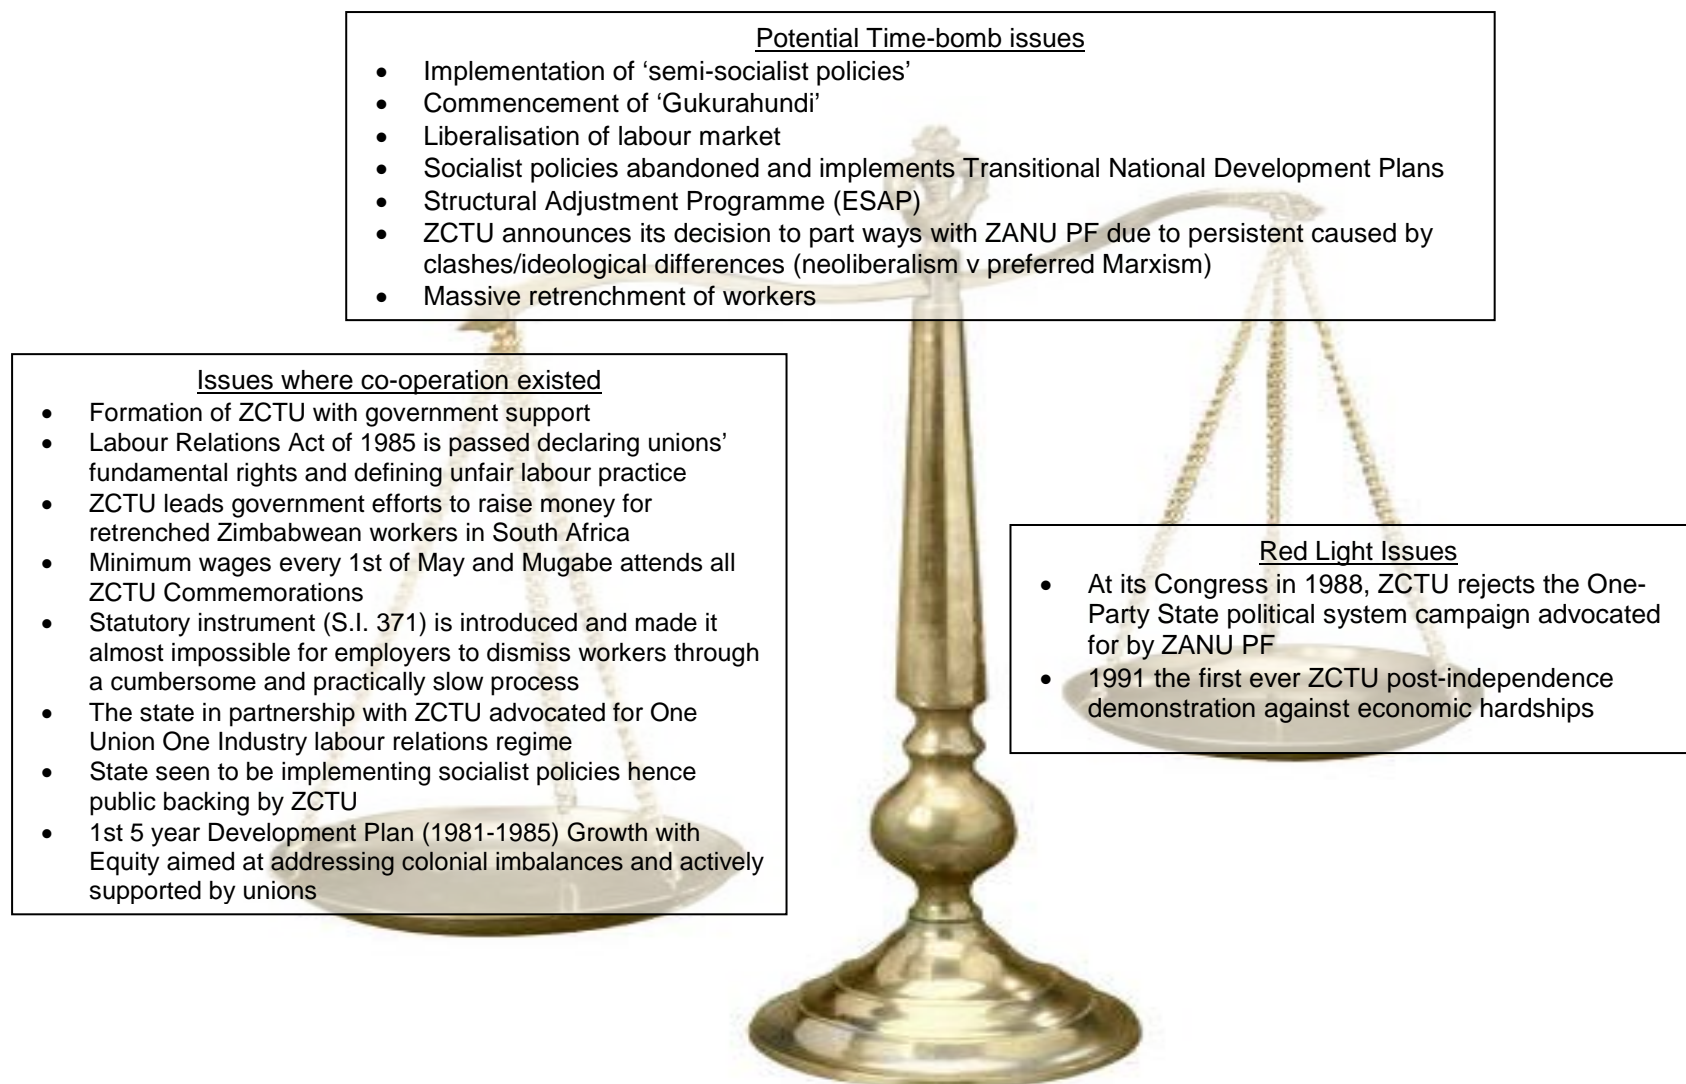 Potential Time-bomb issues
• Implementation of ‘semi-socialist policies’
• Commencement of ‘Gukurahundi’
• Liberalisation of labour market
• Socialist policies abandoned and implements Transitional National Development Plans
• Structural Adjustment Programme (ESAP)
• ZCTU announces its decision to part ways with ZANU PF due to persistent caused by
clashes/ideological differences (neoliberalism v preferred Marxism)
• Massive retrenchment of workers
Issues where co-operation existed
• Formation of ZCTU with government support
• Labour Relations Act of 1985 is passed declaring unions’
fundamental rights and defining unfair labour practice
• ZCTU leads government efforts to raise money for
retrenched Zimbabwean workers in South Africa
• Minimum wages every 1st of May and Mugabe attends all
ZCTU Commemorations
• Statutory instrument (S.I. 371) is introduced and made it
almost impossible for employers to dismiss workers through
a cumbersome and practically slow process
• The state in partnership with ZCTU advocated for One
Union One Industry labour relations regime
• State seen to be implementing socialist policies hence
public backing by ZCTU
• 1st 5 year Development Plan (1981-1985) Growth with
Equity aimed at addressing colonial imbalances and actively
supported by unions
Red Light Issues
• At its Congress in 1988, ZCTU rejects the One-
Party State political system campaign advocated
for by ZANU PF
• 1991 the first ever ZCTU post-independence
demonstration against economic hardships